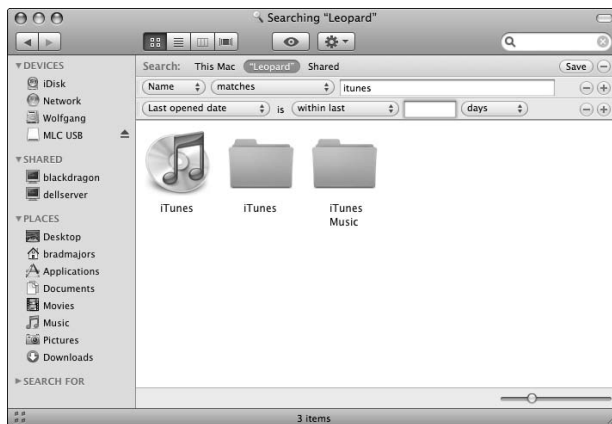 Searching "Leopard"
DEVICES
iDisk
Network
Wolfgang
MLC USB
SHARED
blackdragon
dellserver
PLACES
Desktop
bradmajors
Applications
Documents
Movies
Music
Pictures
Downloads
SEARCH FOR
Search: This Mac "Leopard" Shared Save
Name matches itunes
Last opened date is within last days
iTunes
iTunes
iTunes
Music
3 items